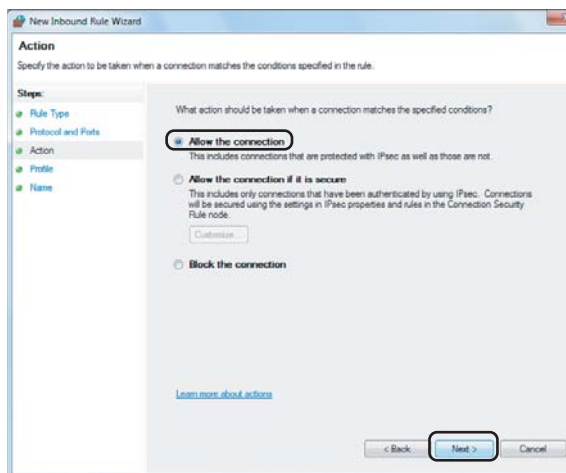 New Inbound Rule Wizard
Action
Specify the action to be taken when a connection matches the conditions specified in the rule.
Steps:
Rule Type
Protocol and Ports
Action
Profile
Name
What action should be taken when a connection matches the specified conditions?
Allow the connection
This includes connections that are protected with IPsec as well as those are not.
Allow the connection if it is secure
This includes only connections that have been authenticated by using IPsec. Connections
will be secured using the settings in IPsec properties and rules in the Connection Security
Rule node.
Customize...
Block the connection
Learn more about actions
< Back
Next >
Cancel